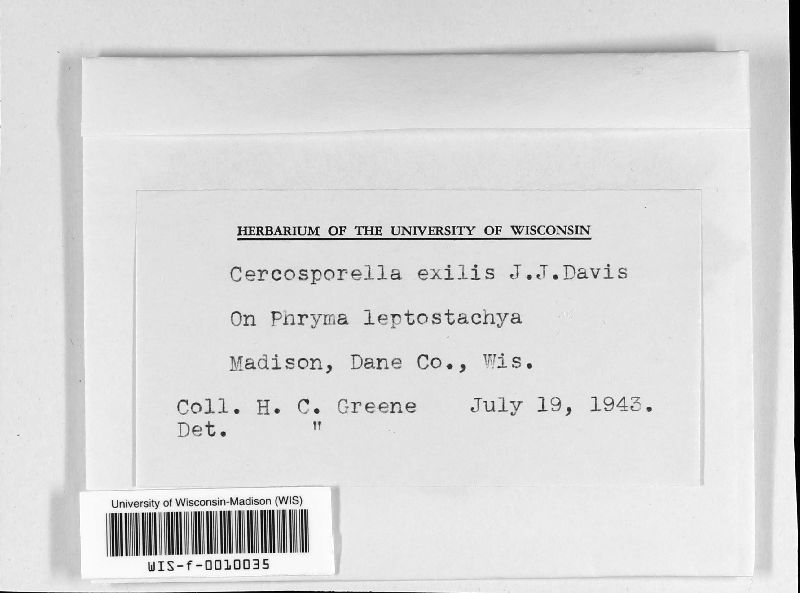 HERBARIUM OF THE UNIVERSITY OF WISCONSIN
Cercosporella exilis J.J.Davis
On Phryma leptostachya
Madison, Dane Co., Wis.
Coll. H. C. Greene July 19, 1943.
Det. "
University of Wisconsin-Madison (WIS)
WIS-f-0010035